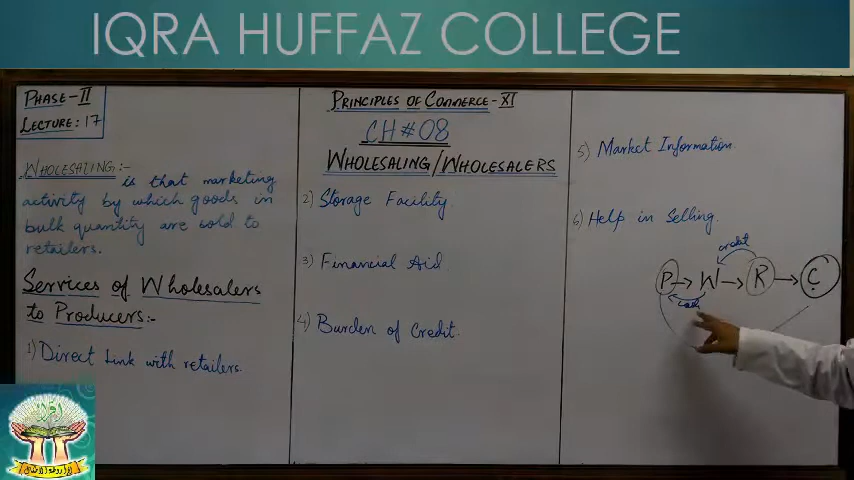 IQRA HUFFAZ COLLEGE
PHASE-II
LECTURE: 17
WHOLESALING:-
is that marketing
activity by which goods in
bulk quantity are sold to
retailers.
Services of Wholesalers
to Producers:-
1) Direct Link with retailers.
PRINCIPLES OF COMMERCE-XI
CH#08
WHOLESALING/WHOLESALERS
2) Storage Facility.
3) Financial Aid
4) Burden of Credit.
5) Market Information.
6) Help in Selling.
credit
P → W → R → C
cash